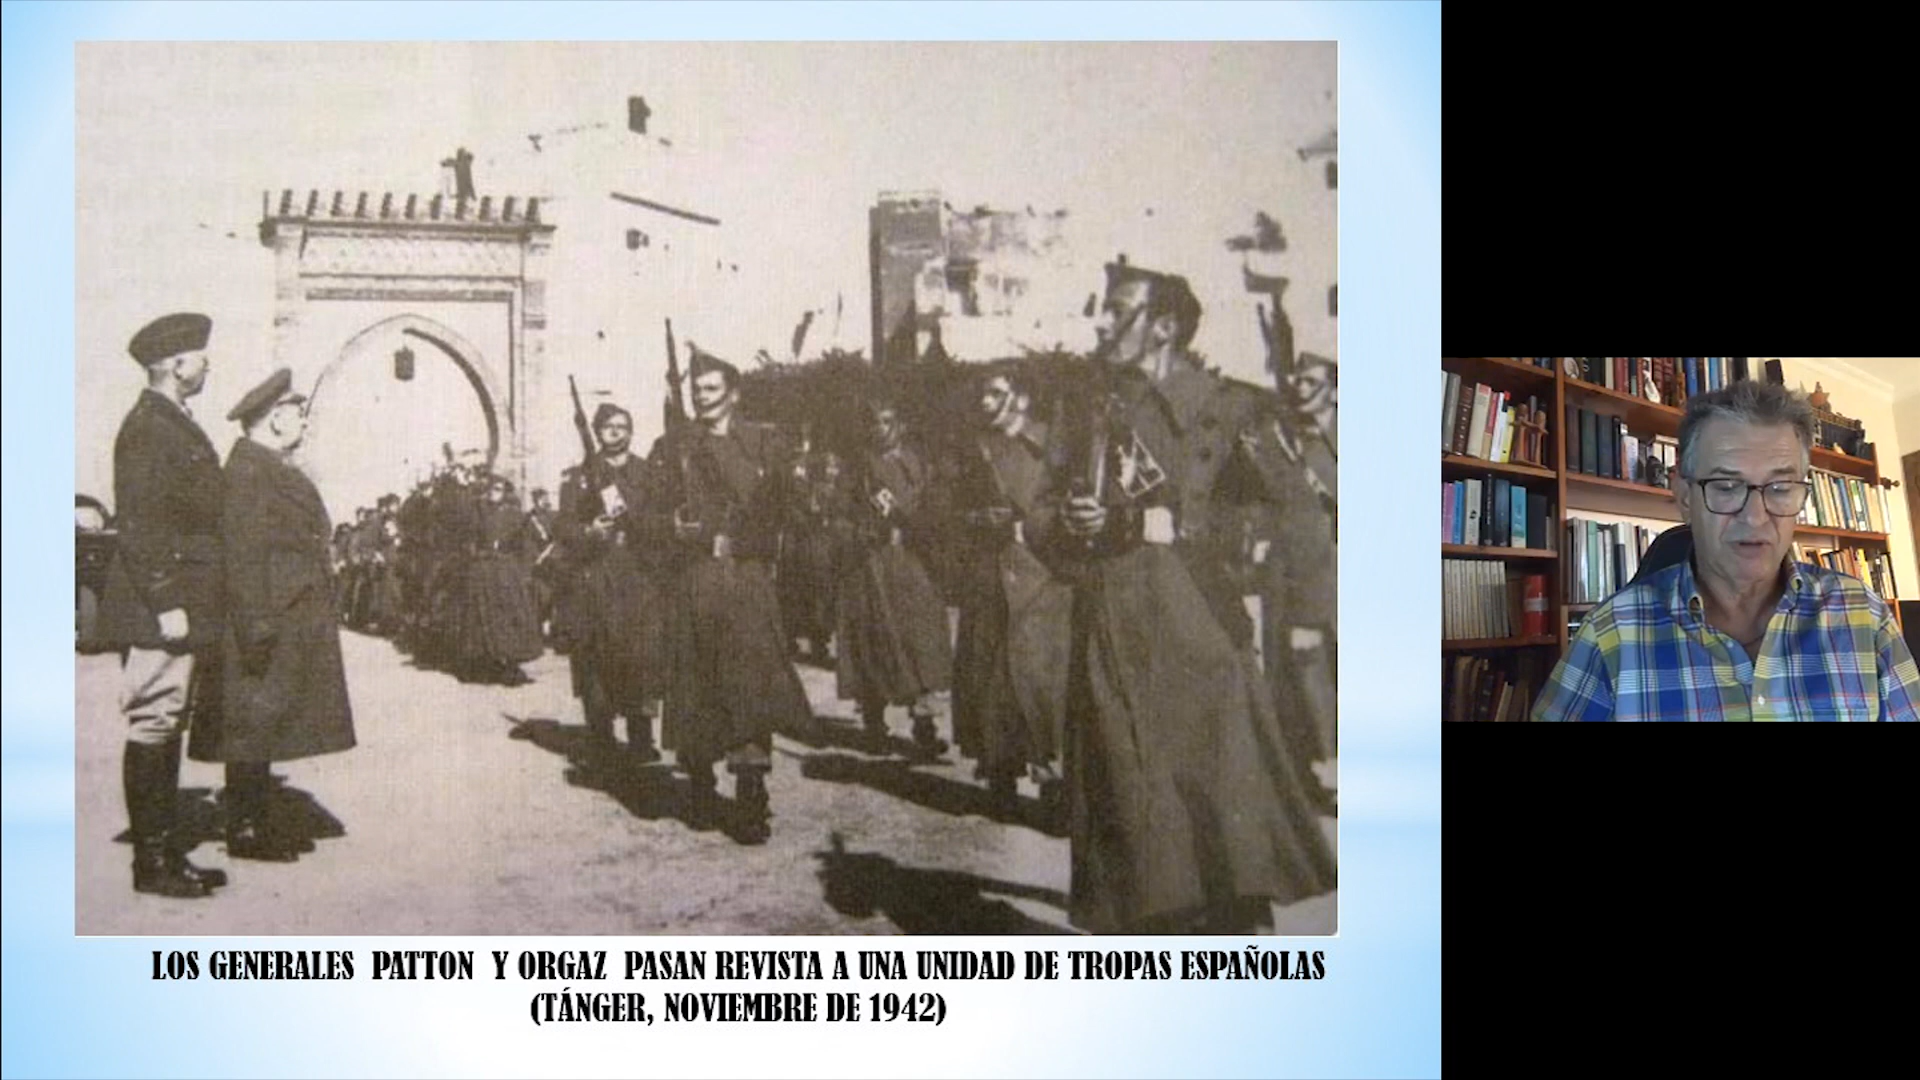 LOS GENERALES PATTON Y ORGAZ PASAN REVISTA A UNA UNIDAD DE TROPAS ESPAÑOLAS
(TÁNGER, NOVIEMBRE DE 1942)